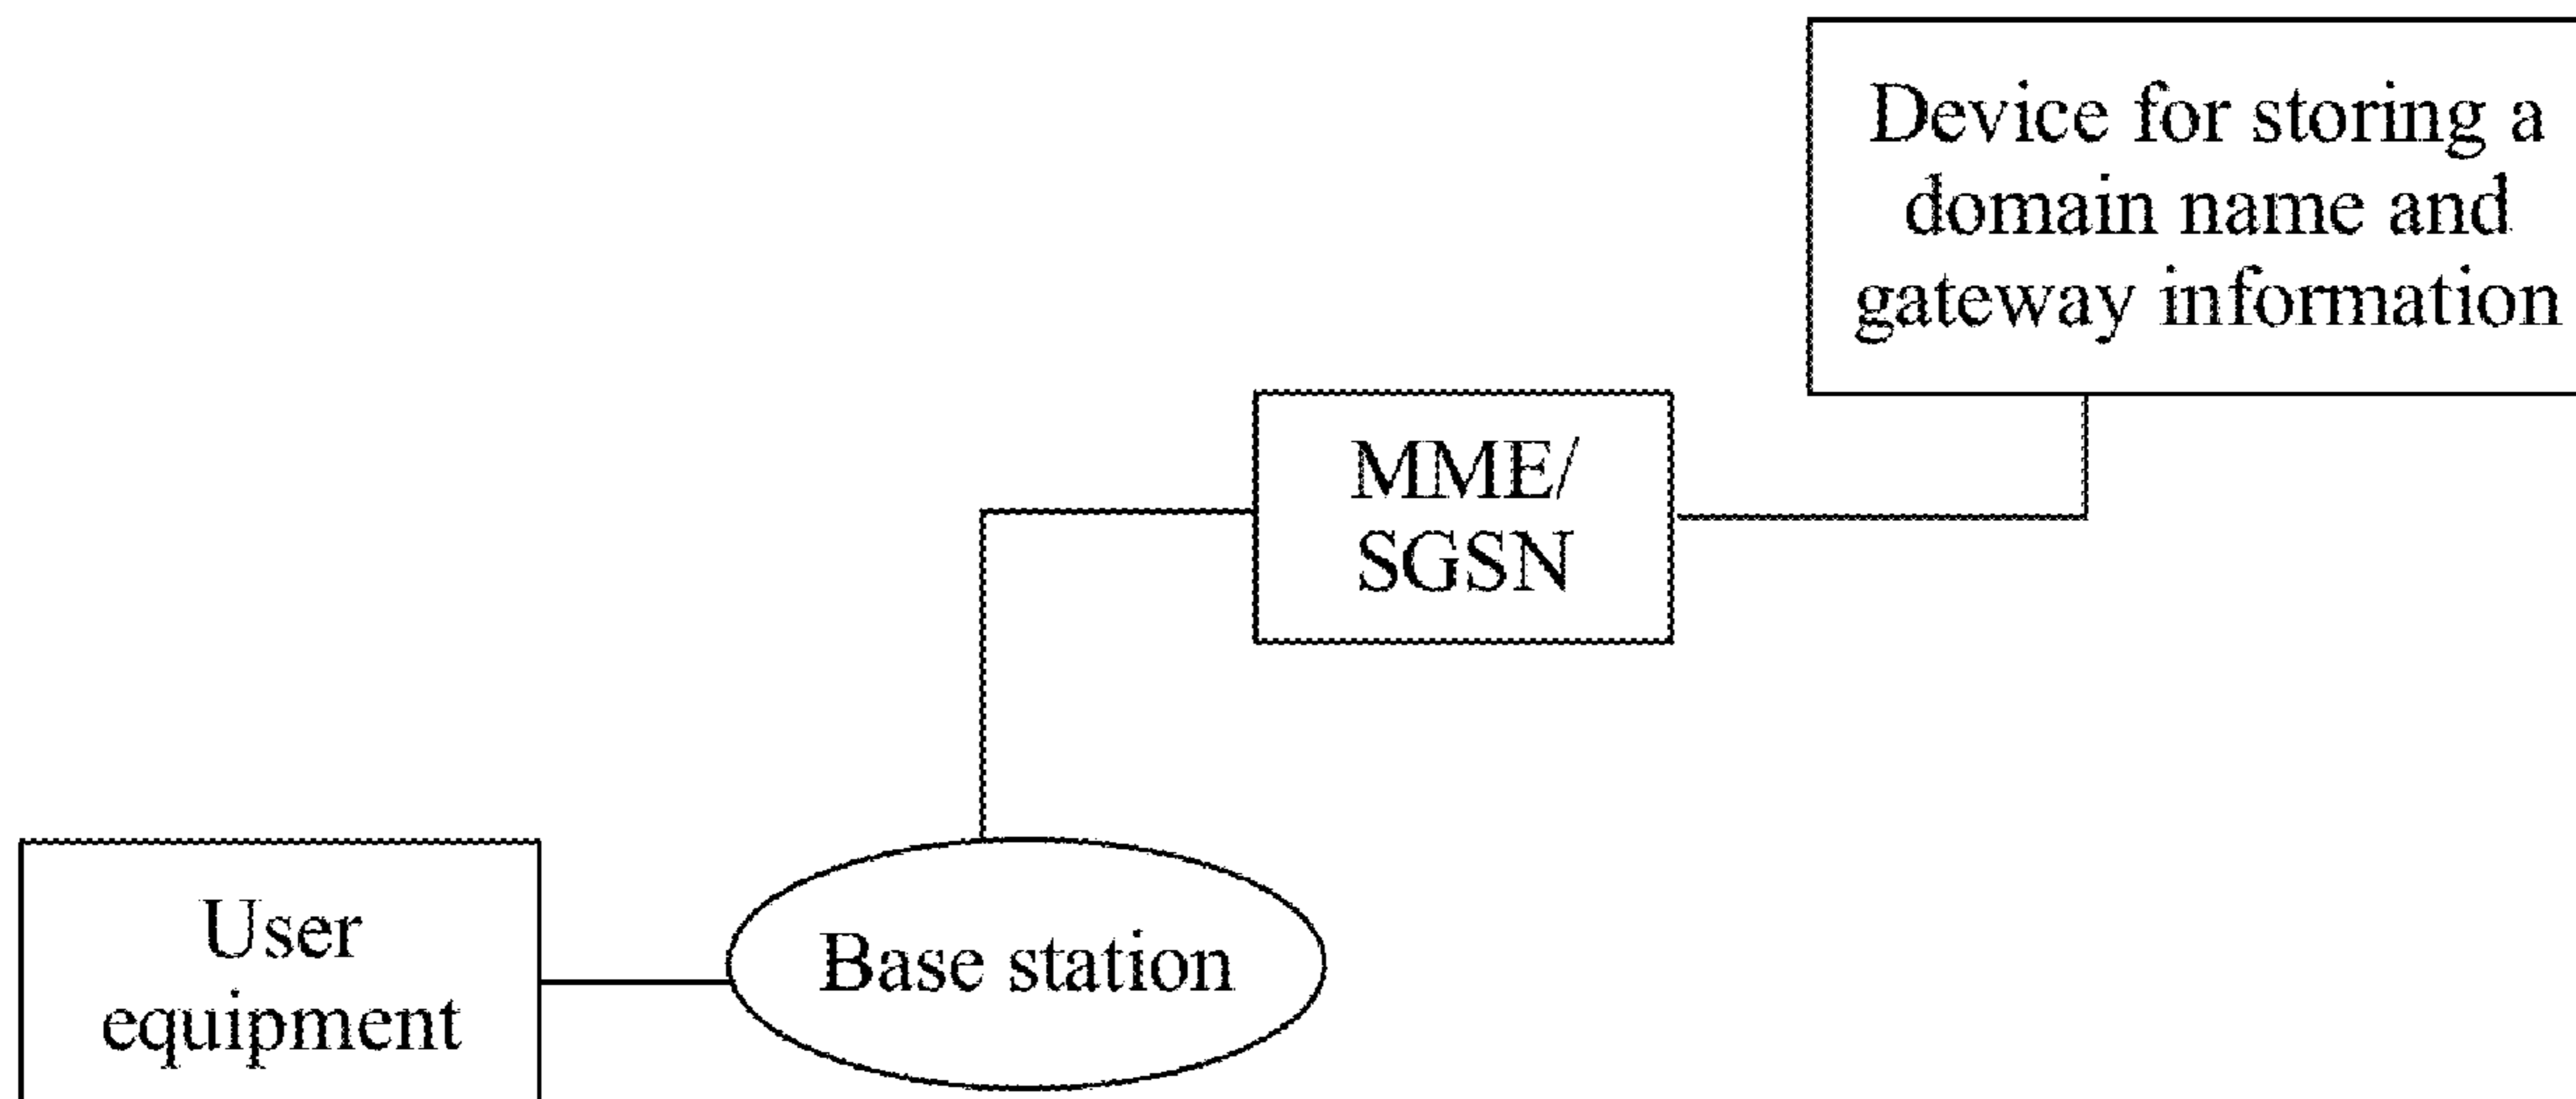 Device for storing a
domain name and
gateway information
MME/
SGSN
User
equipment
Base station